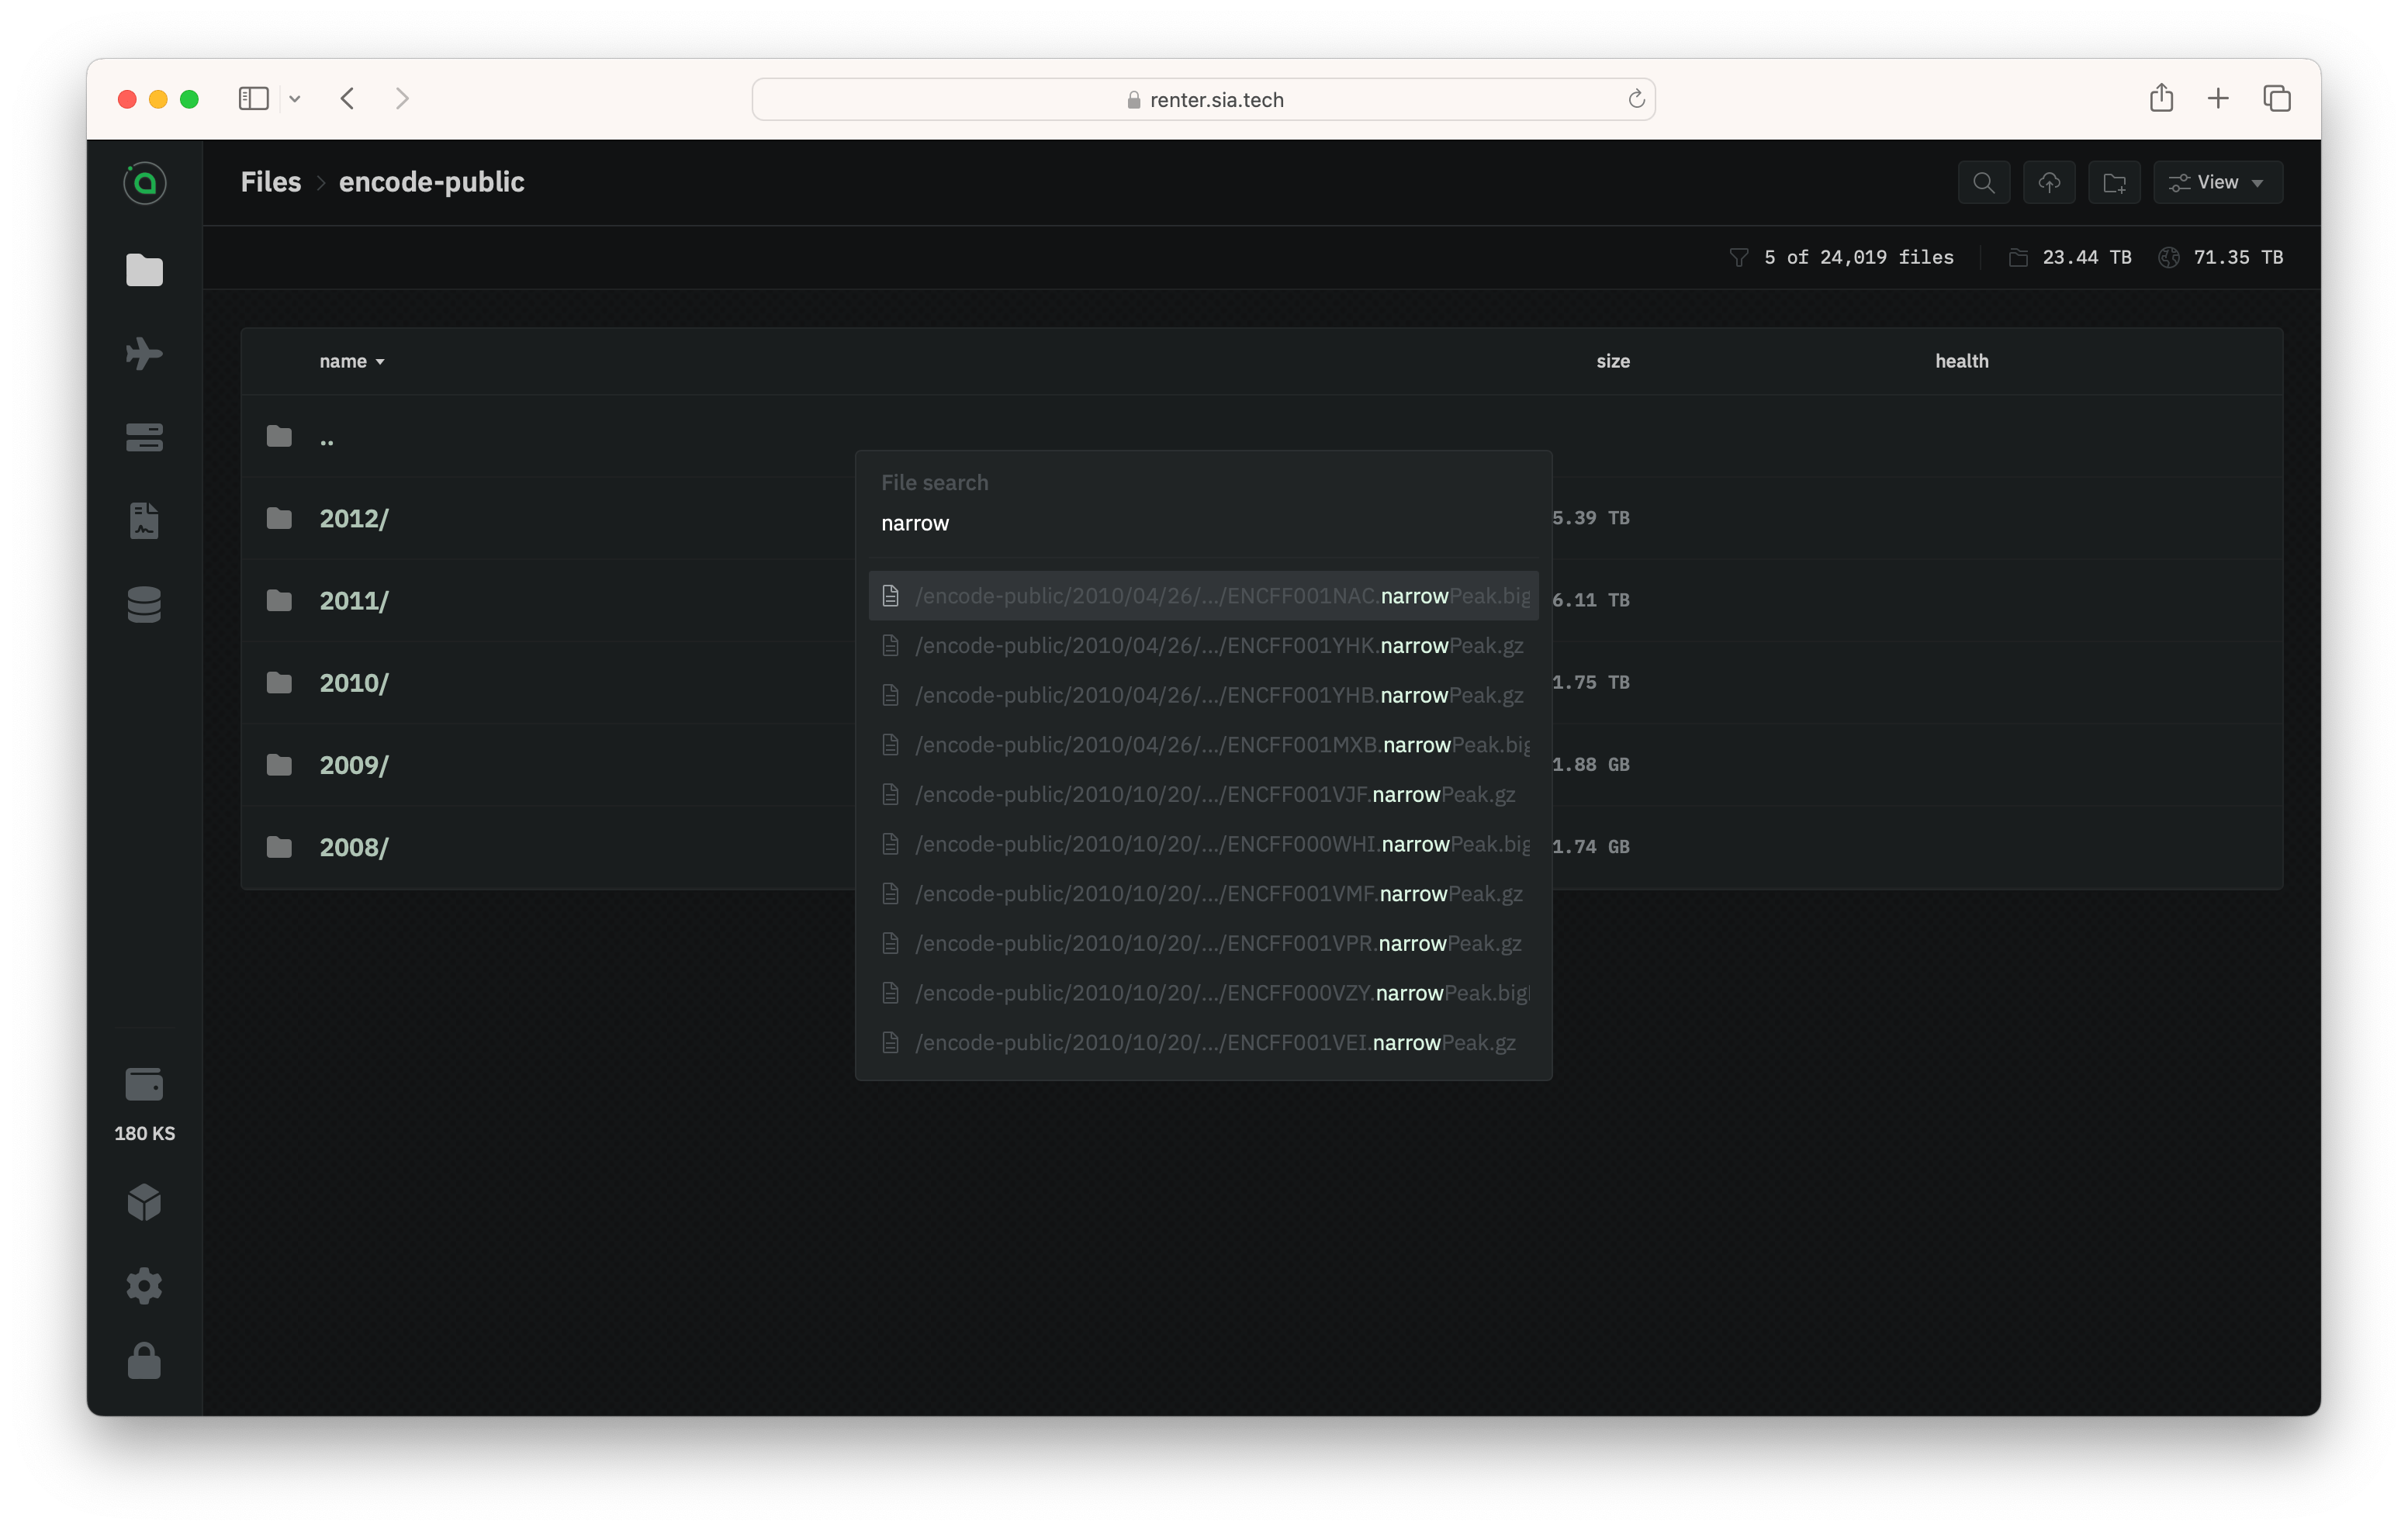 renter.sia.tech
Files > encode-public
View
5 of 24,019 files 23.44 TB 71.35 TB
name size health
..
2012/ 5.39 TB
2011/ 6.11 TB
2010/ 1.75 TB
2009/ 1.88 GB
2008/ 1.74 GB
File search
narrow
/encode-public/2010/04/26/.../ENCFF001NAC.narrowPeak.big
/encode-public/2010/04/26/.../ENCFF001YHK.narrowPeak.gz
/encode-public/2010/04/26/.../ENCFF001YHB.narrowPeak.gz
/encode-public/2010/04/26/.../ENCFF001MXB.narrowPeak.big
/encode-public/2010/10/20/.../ENCFF001VJF.narrowPeak.gz
/encode-public/2010/10/20/.../ENCFF000WHI.narrowPeak.big
/encode-public/2010/10/20/.../ENCFF001VMF.narrowPeak.gz
/encode-public/2010/10/20/.../ENCFF001VPR.narrowPeak.gz
/encode-public/2010/10/20/.../ENCFF000VZY.narrowPeak.big
/encode-public/2010/10/20/.../ENCFF001VEI.narrowPeak.gz
180 KS